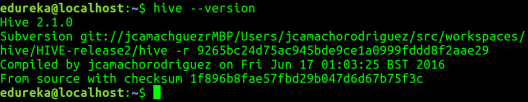 edureka@localhost:~$ hive --version
Hive 2.1.0
Subversion git://jcamachguezrMBP/Users/jcamachorodriguez/src/workspaces/
hive/HIVE-release2/hive -r 9265bc24d75ac945bde9ce1a0999fddd8f2aae29
Compiled by jcamachorodriguez on Fri Jun 17 01:03:25 BST 2016
From source with checksum 1f896b8fae57fbd29b047d6d67b75f3c
edureka@localhost:~$